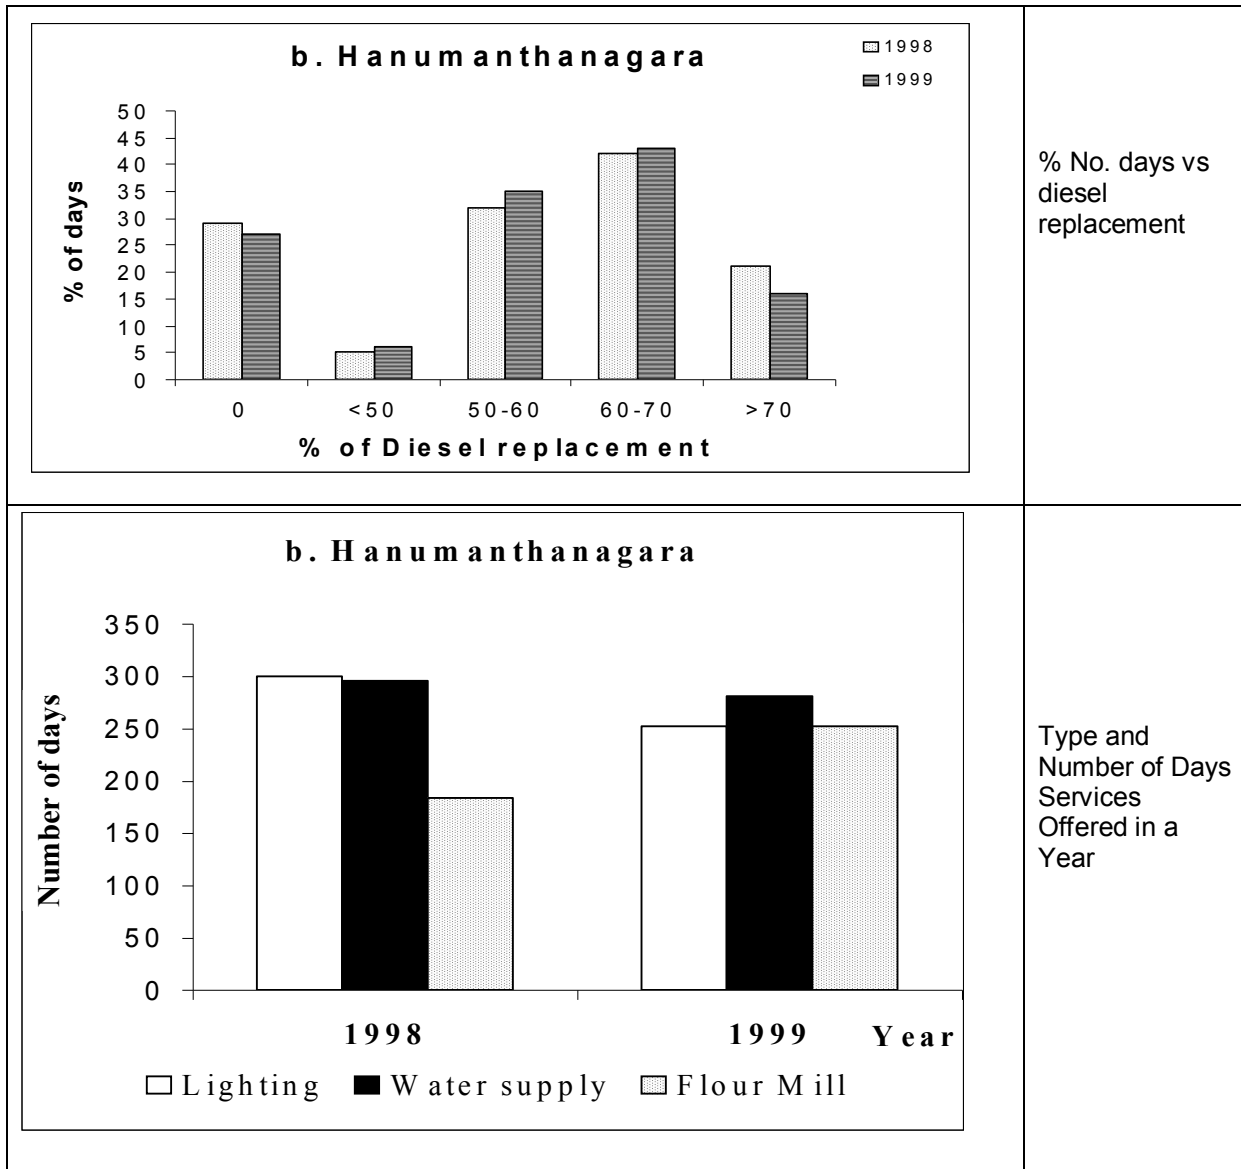 b. Hanumanthanagara
1998
1999
% of days
50
45
40
35
30
25
20
15
10
5
0
0 <50 50-60 60-70 >70
% of Diesel replacement
% No. days vs
diesel
replacement
b. Hanumanthanagara
Number of days
350
300
250
200
150
100
50
0
1998 1999 Year
Lighting Water supply Flour Mill
Type and
Number of Days
Services
Offered in a
Year